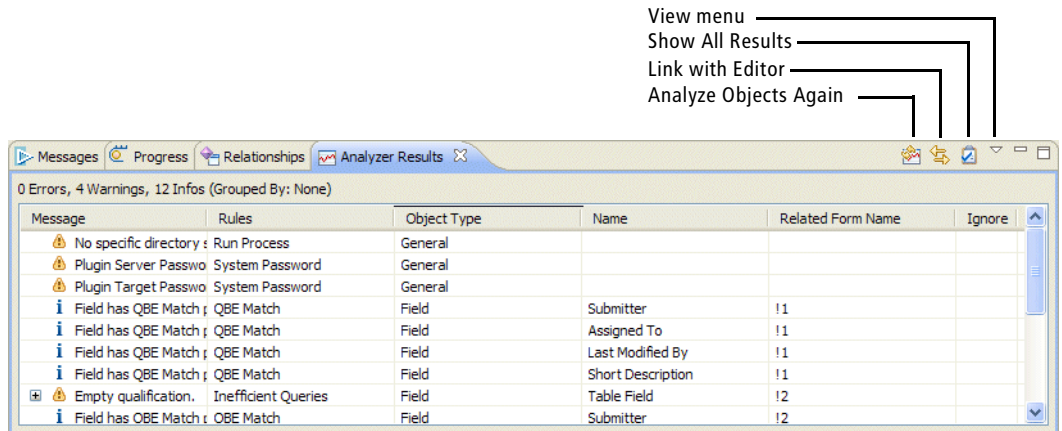 View menu
Show All Results
Link with Editor
Analyze Objects Again
Messages Progress Relationships Analyzer Results
0 Errors, 4 Warnings, 12 Infos (Grouped By: None)
Message Rules Object Type Name Related Form Name Ignore
No specific directory s Run Process General
Plugin Server Passwo System Password General
Plugin Target Passwo System Password General
Field has QBE Match p QBE Match Field Submitter !1
Field has QBE Match p QBE Match Field Assigned To !1
Field has QBE Match p QBE Match Field Last Modified By !1
Field has QBE Match p QBE Match Field Short Description !1
Empty qualification. Inefficient Queries Field Table Field !2
Field has QBE Match p QBE Match Field Submitter !2